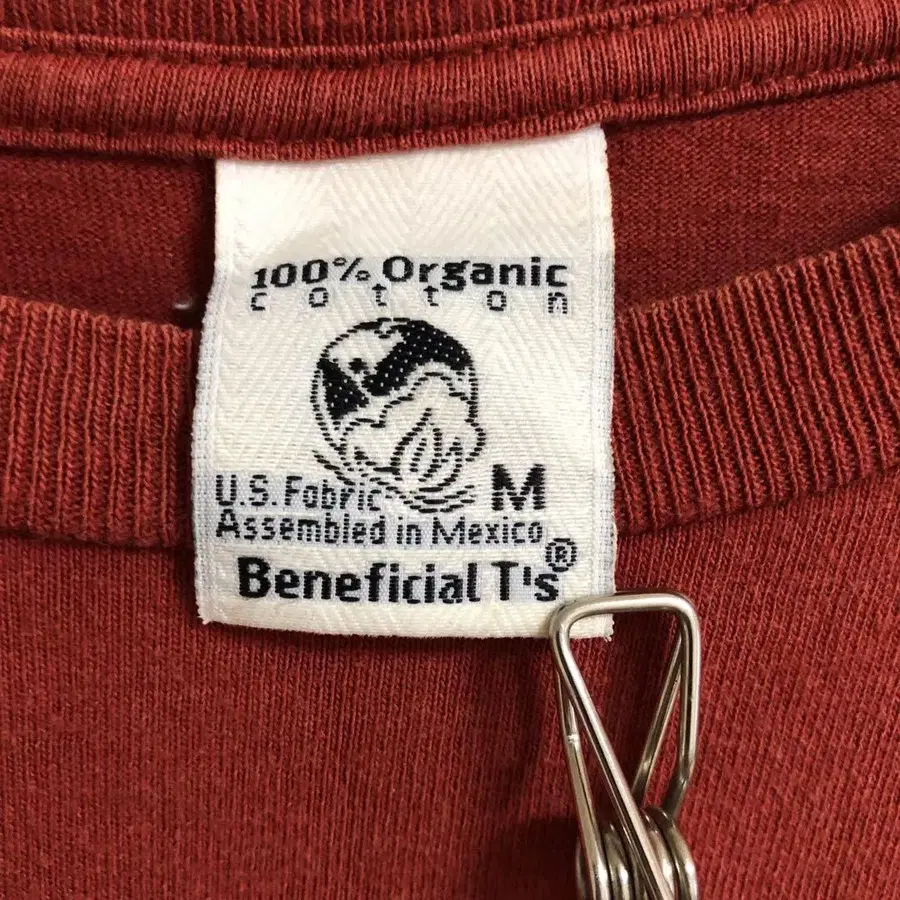 100% Organic
cotton
M
U.S. Fabric
Assembled in Mexico
Beneficial T's®